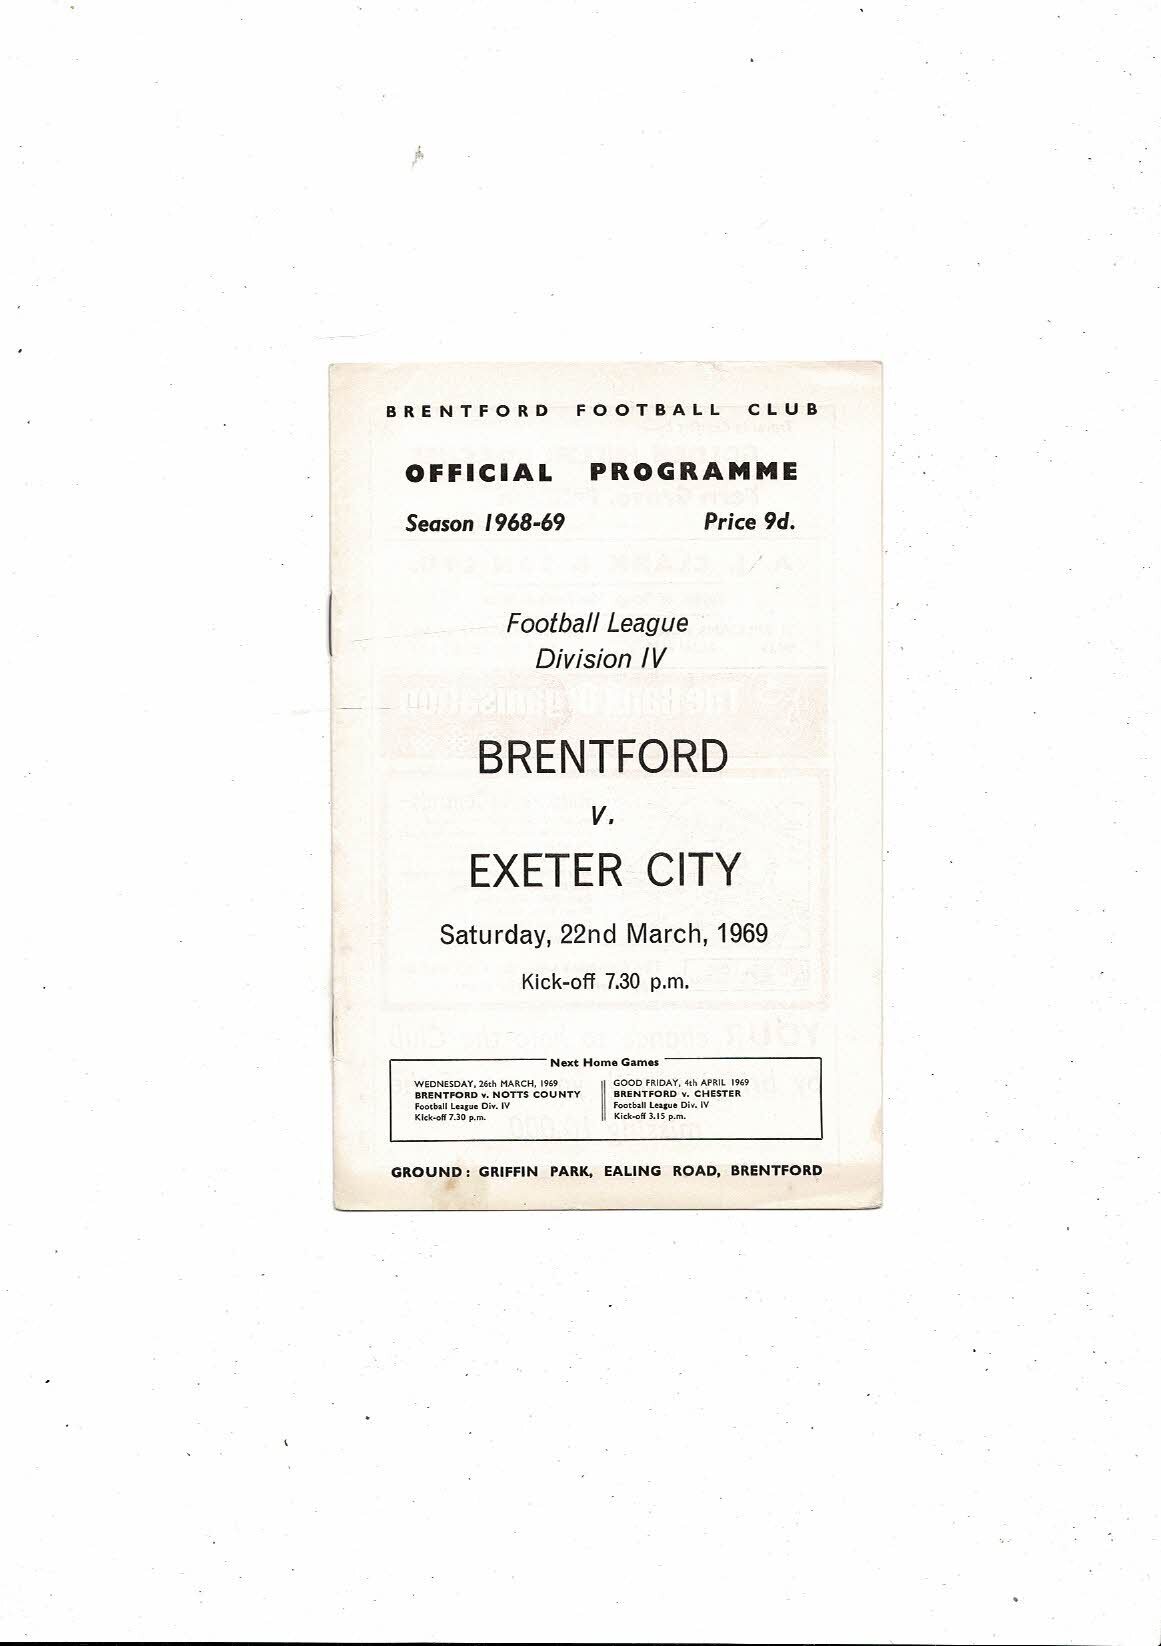 BRENTFORD FOOTBALL CLUB
OFFICIAL PROGRAMME
Season 1968-69 Price 9d.
Football League
Division IV
BRENTFORD
v.
EXETER CITY
Saturday, 22nd March, 1969
Kick-off 7.30 p.m.
Next Home Games
WEDNESDAY, 26th MARCH, 1969
BRENTFORD v. NOTTS COUNTY
Football League Div. IV
Kick-off 7.30 p.m.
GOOD FRIDAY, 4th APRIL 1969
BRENTFORD v. CHESTER
Football League Div. IV
Kick-off 3.15 p.m.
GROUND: GRIFFIN PARK, EALING ROAD, BRENTFORD